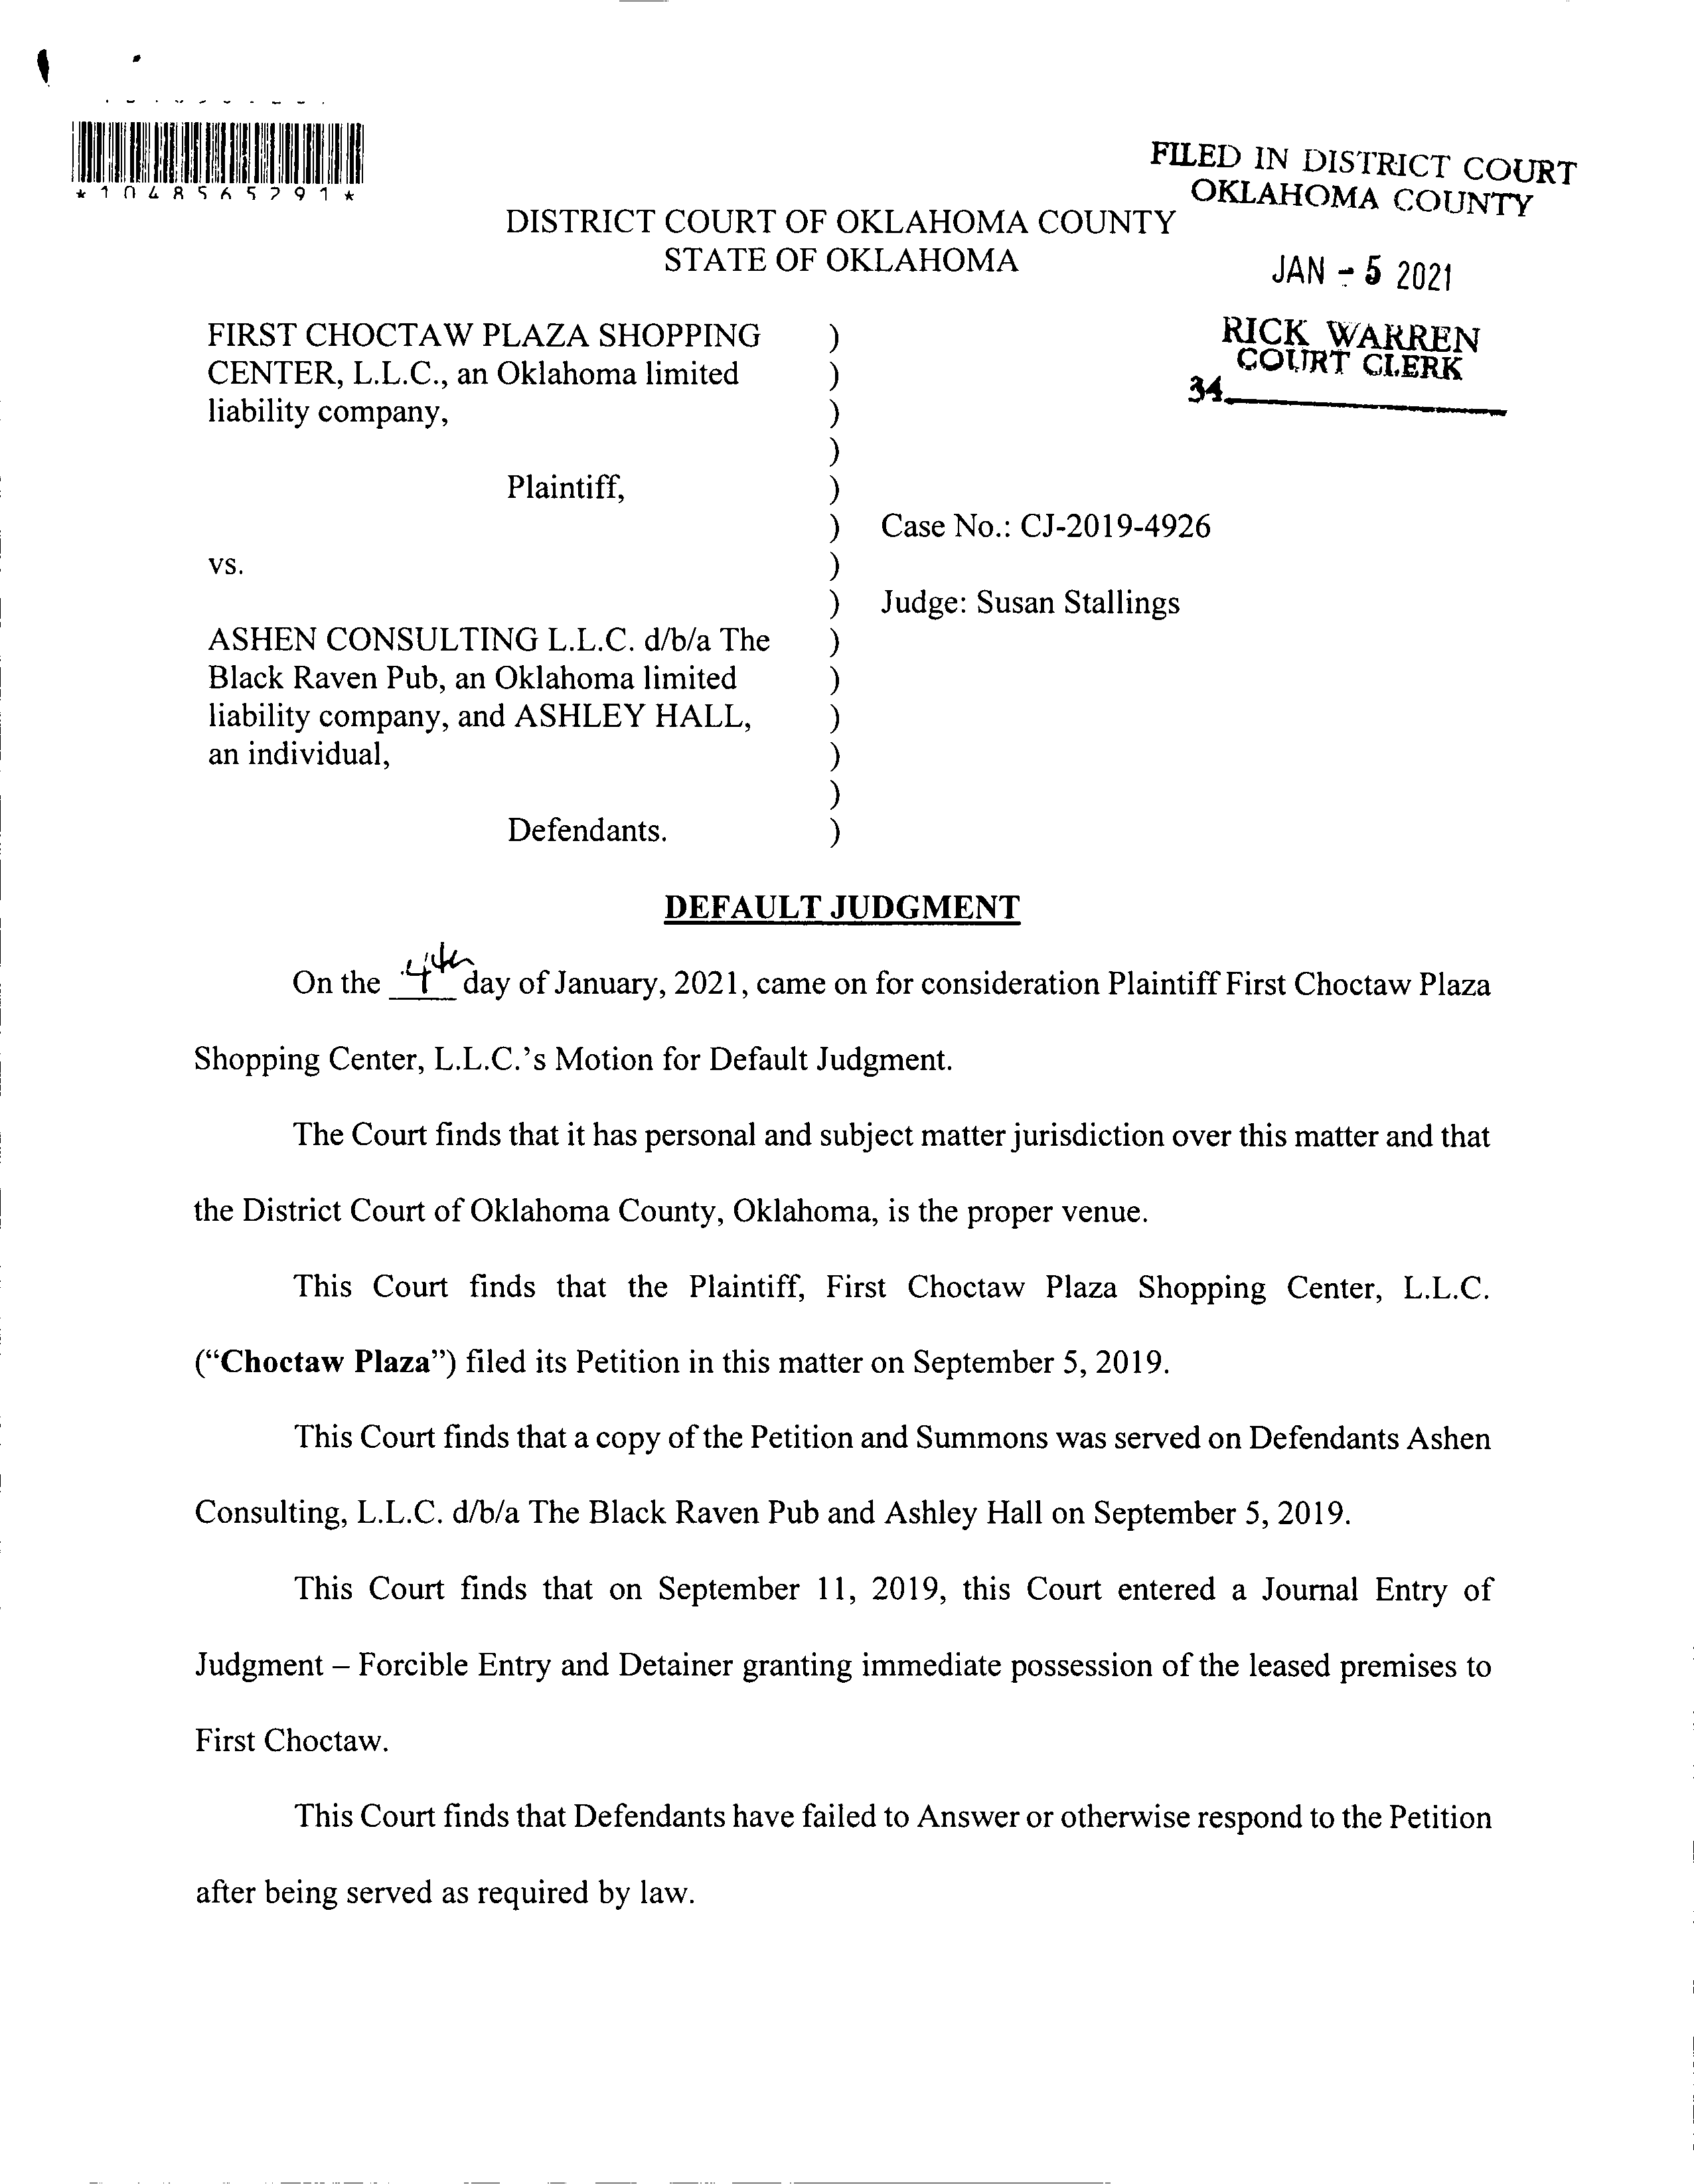 *1048565291*
FILED IN DISTRICT COURT
OKLAHOMA COUNTY
DISTRICT COURT OF OKLAHOMA COUNTY
STATE OF OKLAHOMA
JAN - 5 2021
RICK WARREN
COURT CLERK
34
FIRST CHOCTAW PLAZA SHOPPING )
CENTER, L.L.C., an Oklahoma limited )
liability company, )
)
Plaintiff, )
) Case No.: CJ-2019-4926
vs. )
) Judge: Susan Stallings
ASHEN CONSULTING L.L.C. d/b/a The )
Black Raven Pub, an Oklahoma limited )
liability company, and ASHLEY HALL, )
an individual, )
)
Defendants. )
DEFAULT JUDGMENT
On the 4th day of January, 2021, came on for consideration Plaintiff First Choctaw Plaza
Shopping Center, L.L.C.’s Motion for Default Judgment.
The Court finds that it has personal and subject matter jurisdiction over this matter and that
the District Court of Oklahoma County, Oklahoma, is the proper venue.
This Court finds that the Plaintiff, First Choctaw Plaza Shopping Center, L.L.C.
(“Choctaw Plaza”) filed its Petition in this matter on September 5, 2019.
This Court finds that a copy of the Petition and Summons was served on Defendants Ashen
Consulting, L.L.C. d/b/a The Black Raven Pub and Ashley Hall on September 5, 2019.
This Court finds that on September 11, 2019, this Court entered a Journal Entry of
Judgment – Forcible Entry and Detainer granting immediate possession of the leased premises to
First Choctaw.
This Court finds that Defendants have failed to Answer or otherwise respond to the Petition
after being served as required by law.